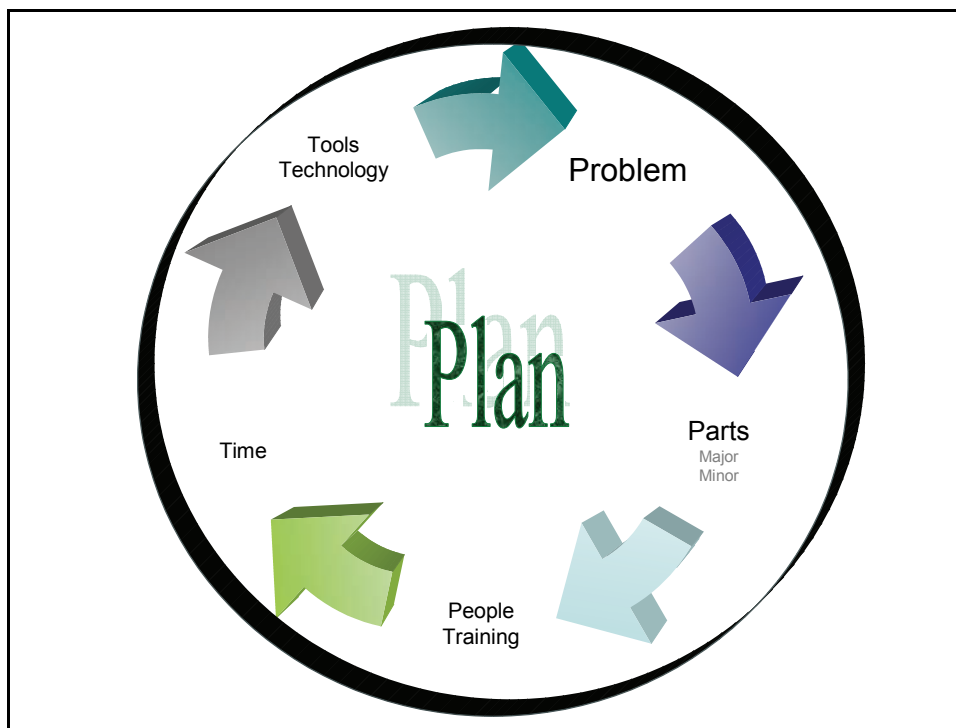 Tools
Technology
Problem
Plan
Parts
Major
Minor
Time
People
Training